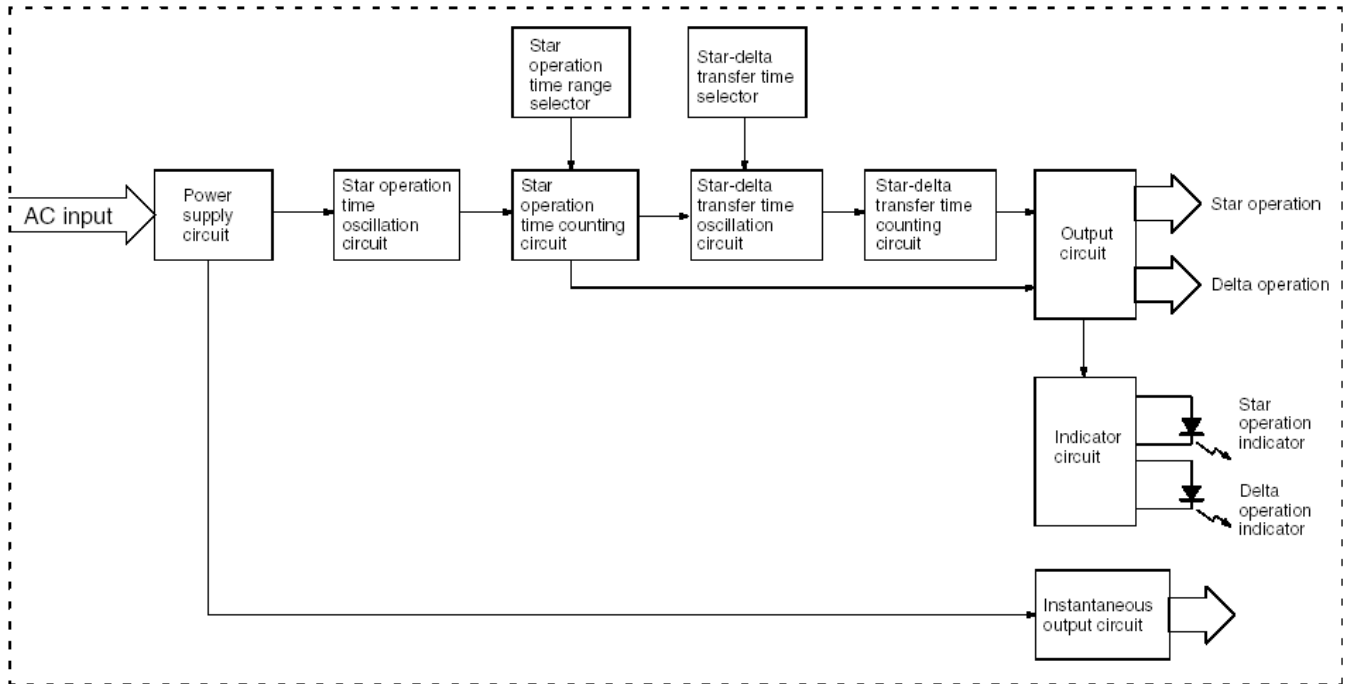 Star
operation
time range
selector
Star-delta
transfer time
selector
AC input
Power
supply
circuit
Star operation
time
oscillation
circuit
Star
operation
time counting
circuit
Star-delta
transfer time
oscillation
circuit
Star-delta
transfer time
counting
circuit
Output
circuit
Star operation
Delta operation
Indicator
circuit
Star
operation
indicator
Delta
operation
indicator
Instantaneous
output circuit